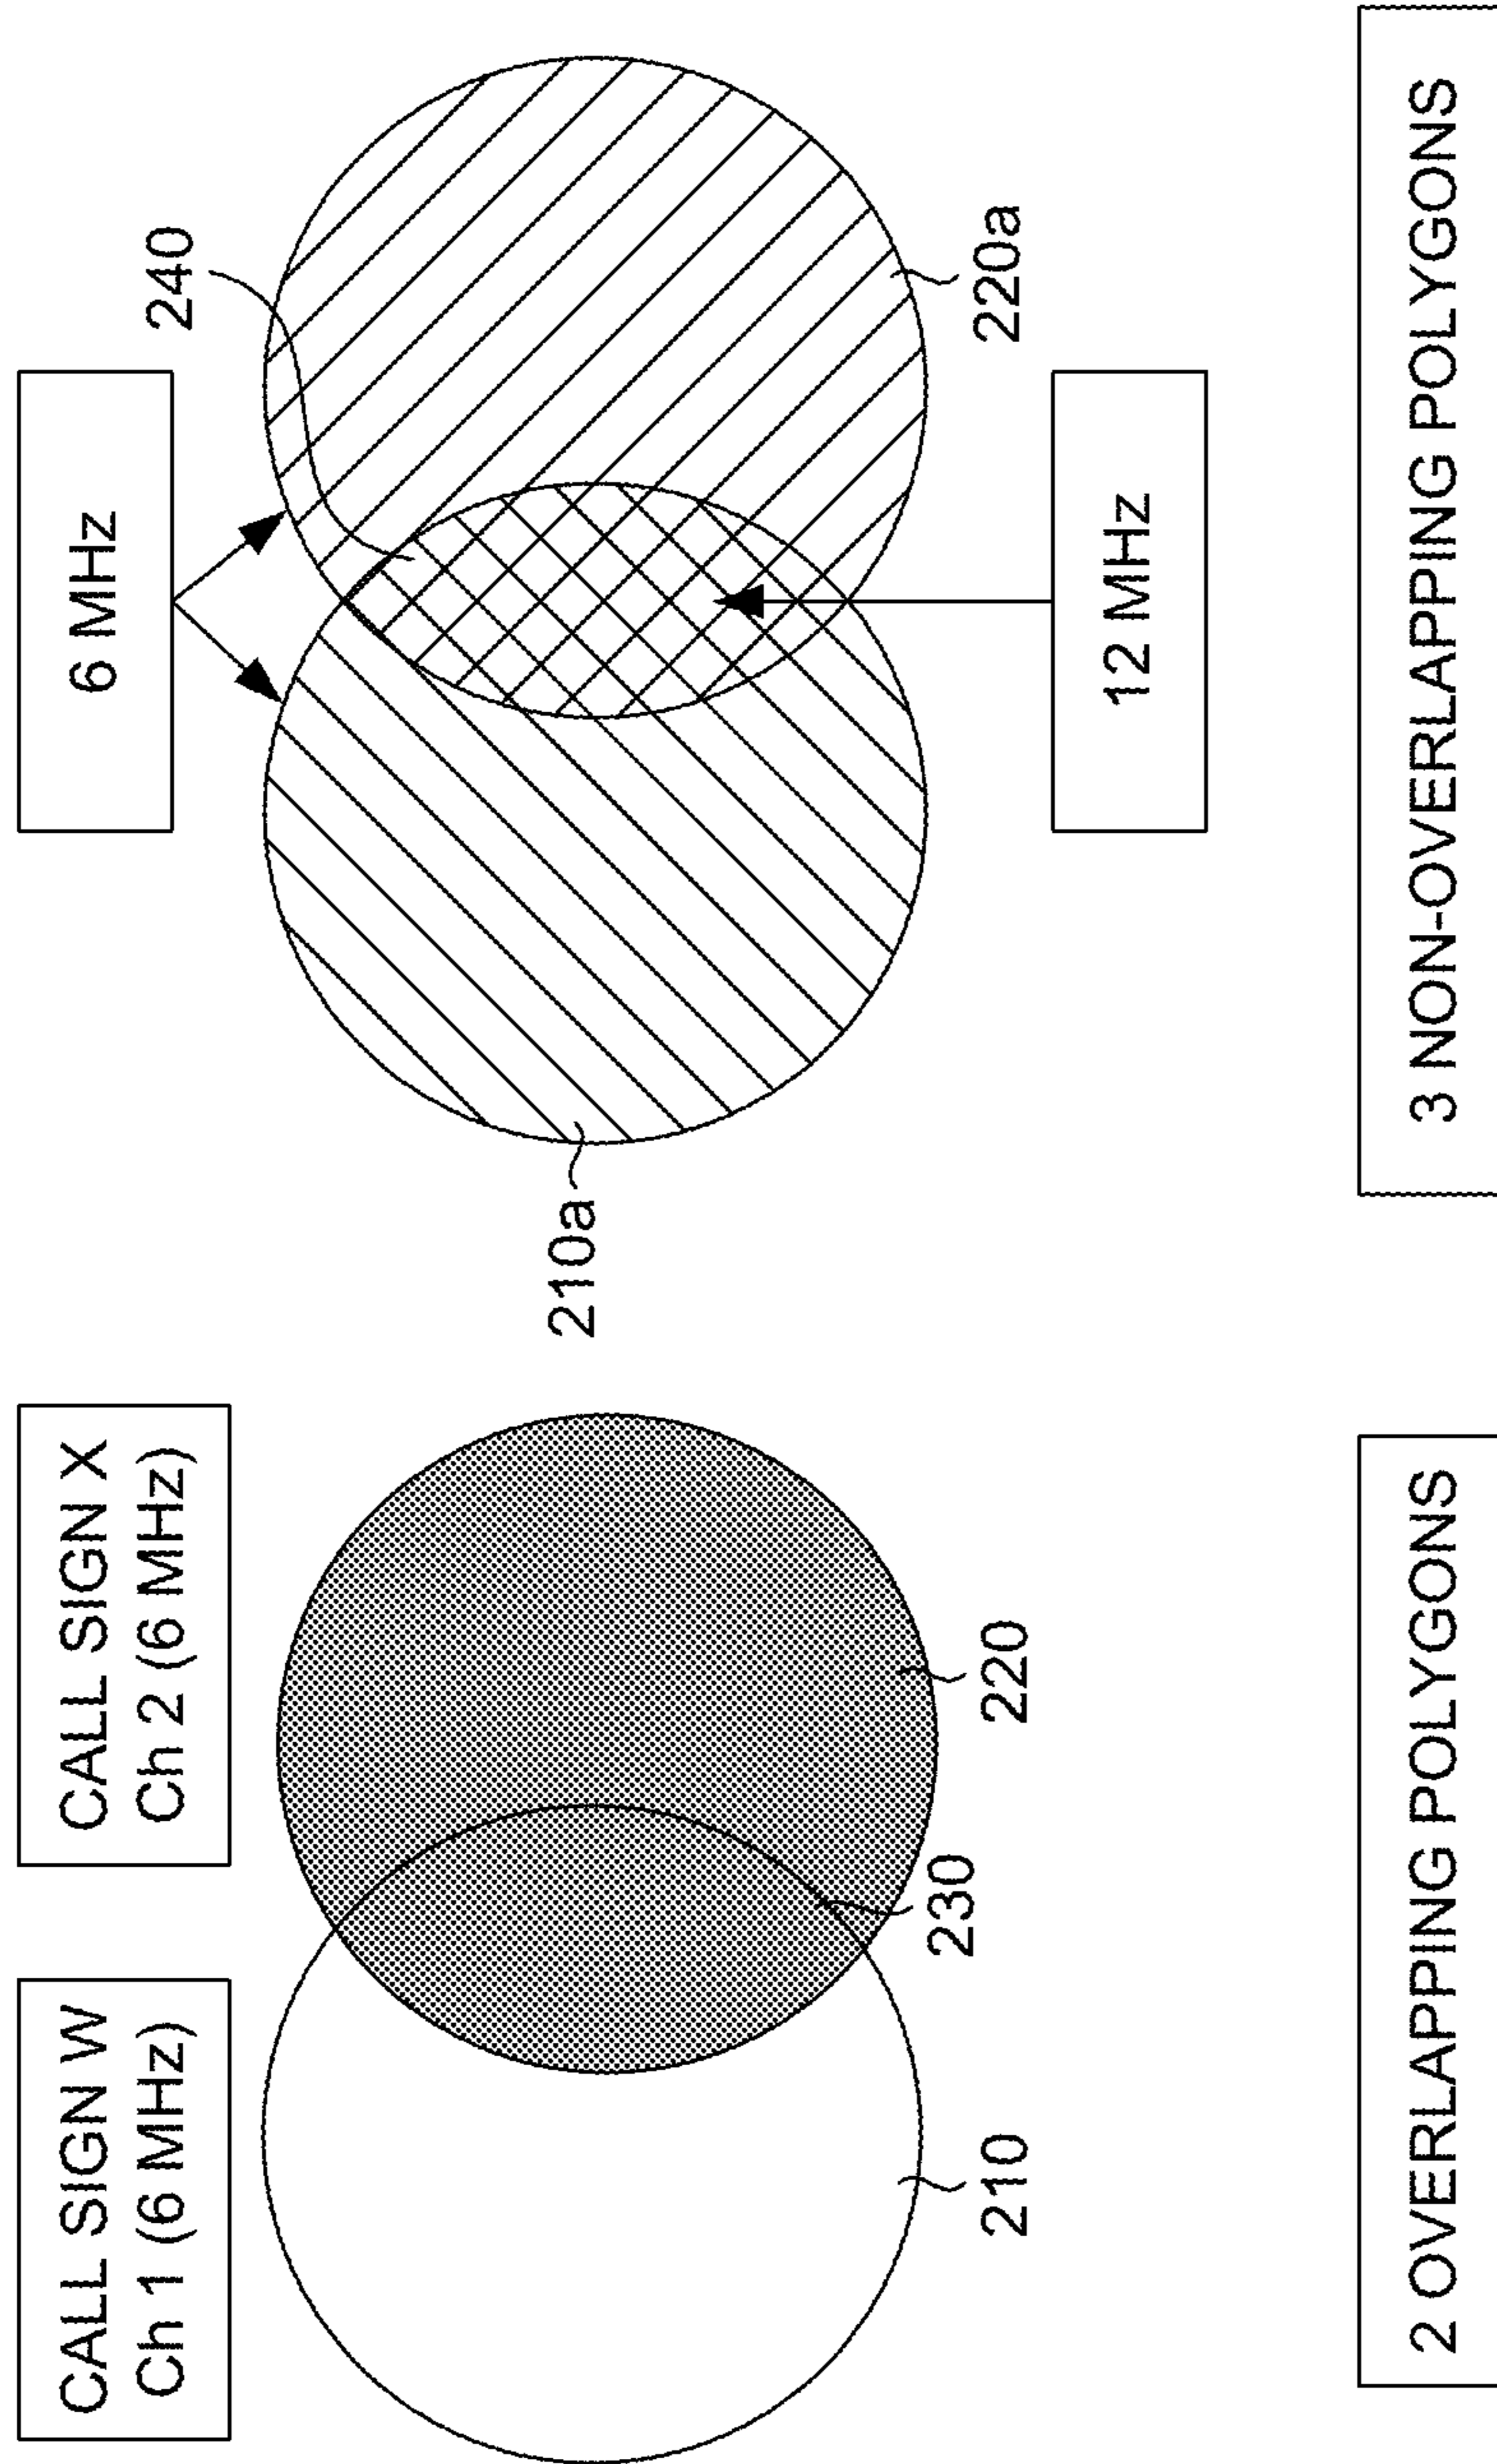 CALL SIGN W
Ch 1 (6 MHz)
CALL SIGN X
Ch 2 (6 MHz)
210
230
220
2 OVERLAPPING POLYGONS
6 MHz
240
210a
220a
12 MHz
3 NON-OVERLAPPING POLYGONS